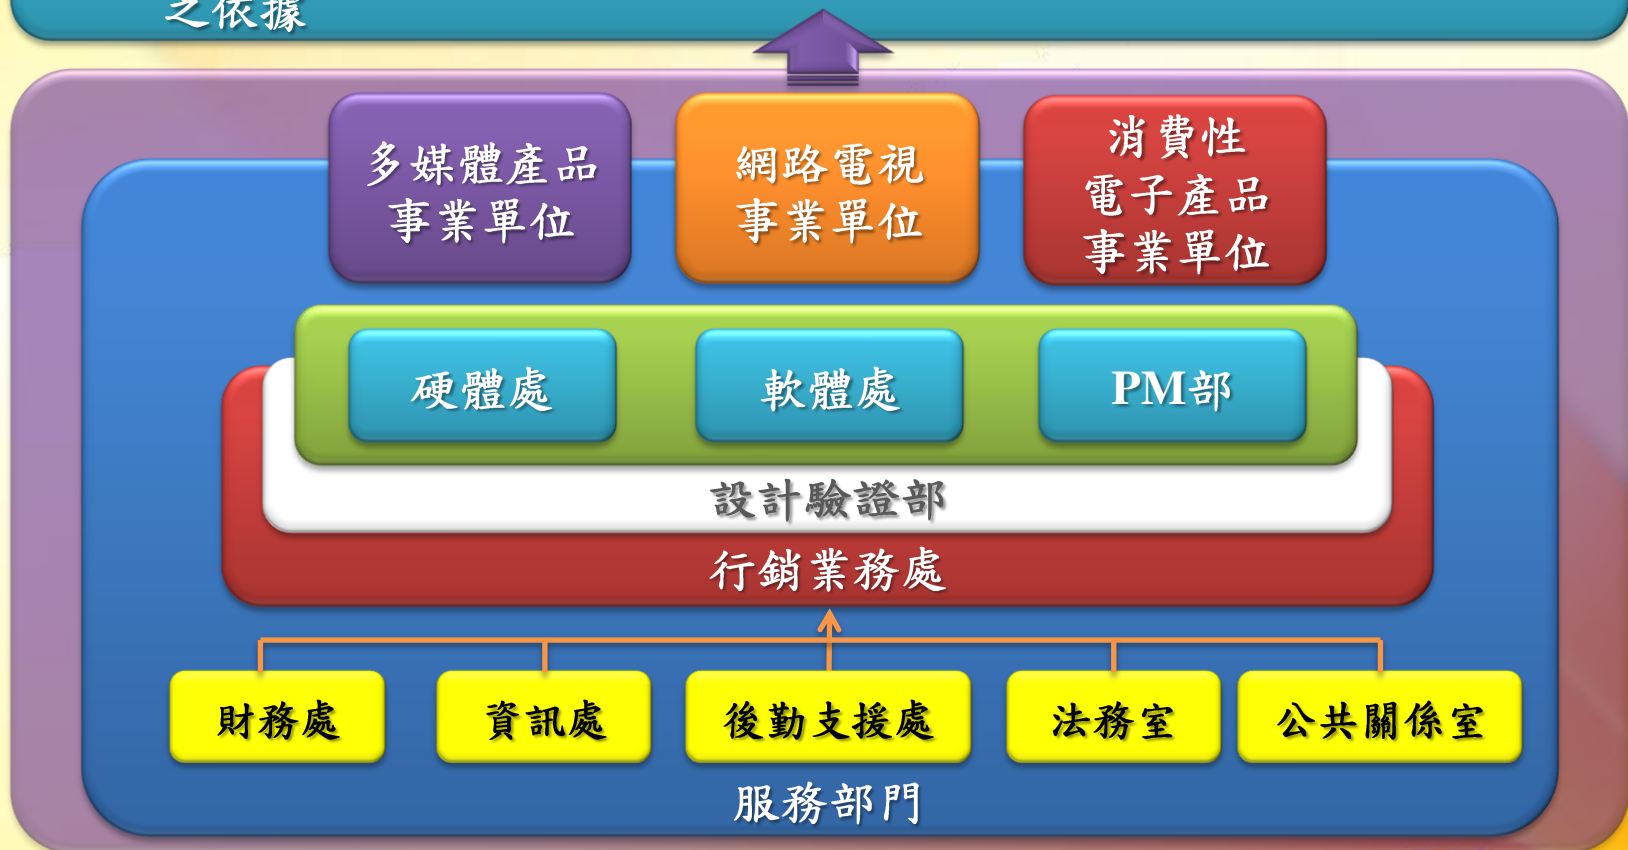 之依據
多媒體產品
事業單位
網路電視
事業單位
消費性
電子產品
事業單位
硬體處
軟體處
PM部
設計驗證部
行銷業務處
財務處
資訊處
後勤支援處
法務室
公共關係室
服務部門